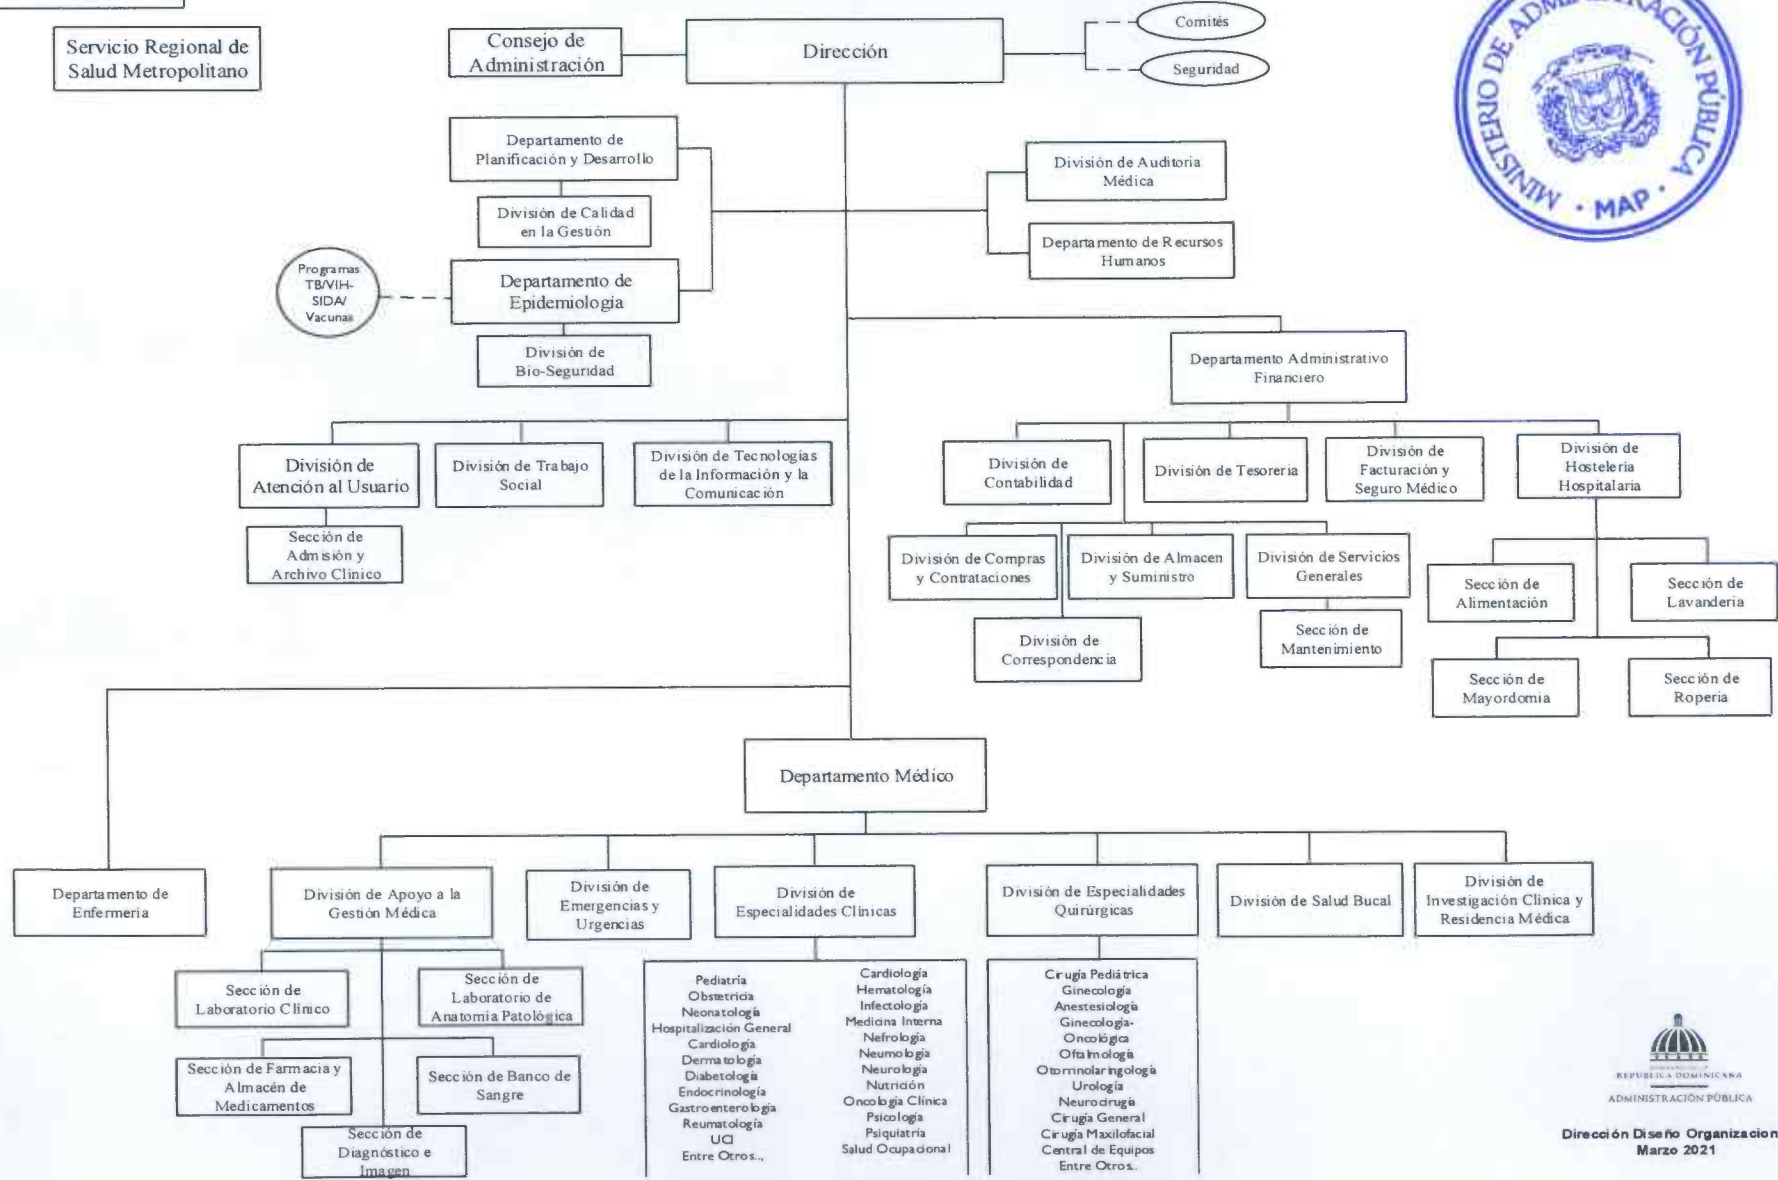 Servicio Regional de
Salud Metropolitano
Consejo de
Administración
Dirección
Comités
Seguridad
MINISTERIO DE ADMINISTRACIÓN PÚBLICA
· MAP ·
Departamento de
Planificación y Desarrollo
División de Calidad
en la Gestión
División de Auditoria
Médica
Departamento de Recursos
Humanos
Programas
TB/VIH-
SIDA/
Vacunas
Departamento de
Epidemiología
División de
Bio-Seguridad
Departamento Administrativo
Financiero
División de
Atención al Usuario
División de Trabajo
Social
División de Tecnologías
de la Información y la
Comunicación
Sección de
Admisión y
Archivo Clinico
División de
Contabilidad
División de Tesoreria
División de
Facturación y
Seguro Médico
División de
Hosteleria
Hospitalaria
División de Compras
y Contrataciones
División de Almacen
y Suministro
División de Servicios
Generales
División de
Correspondencia
Sección de
Mantenimiento
Sección de
Alimentación
Sección de
Lavanderia
Sección de
Mayordomia
Sección de
Roperia
Departamento Médico
Departamento de
Enfermeria
División de Apoyo a la
Gestión Médica
División de
Emergencias y
Urgencias
División de
Especialidades Clínicas
División de Especialidades
Quirúrgicas
División de Salud Bucal
División de
Investigación Clínica y
Residencia Médica
Sección de
Laboratorio Clínico
Sección de
Laboratorio de
Anatomía Patológica
Sección de Farmacia y
Almacén de
Medicamentos
Sección de Banco de
Sangre
Sección de
Diagnóstico e
Imagen
Pediatría
Obstetricia
Neonatología
Hospitalización General
Cardiología
Dermatología
Diabetología
Endocrinología
Gastroenterología
Reumatología
UCI
Entre Otros..,
Cardiología
Hematología
Infectología
Medicina Interna
Nefrología
Neumología
Neurología
Nutrición
Oncología Clínica
Psicología
Psiquiatria
Salud Ocupacional
Cirugía Pediátrica
Ginecología
Anestesiología
Ginecología-
Oncológica
Oftalmología
Otorrinolaringología
Urología
Neurocirugía
Cirugía General
Cirugía Maxilofacial
Central de Equipos
Entre Otros..
REPÚBLICA DOMINICANA
ADMINISTRACIÓN PÚBLICA
Dirección Diseño Organizacion
Marzo 2021